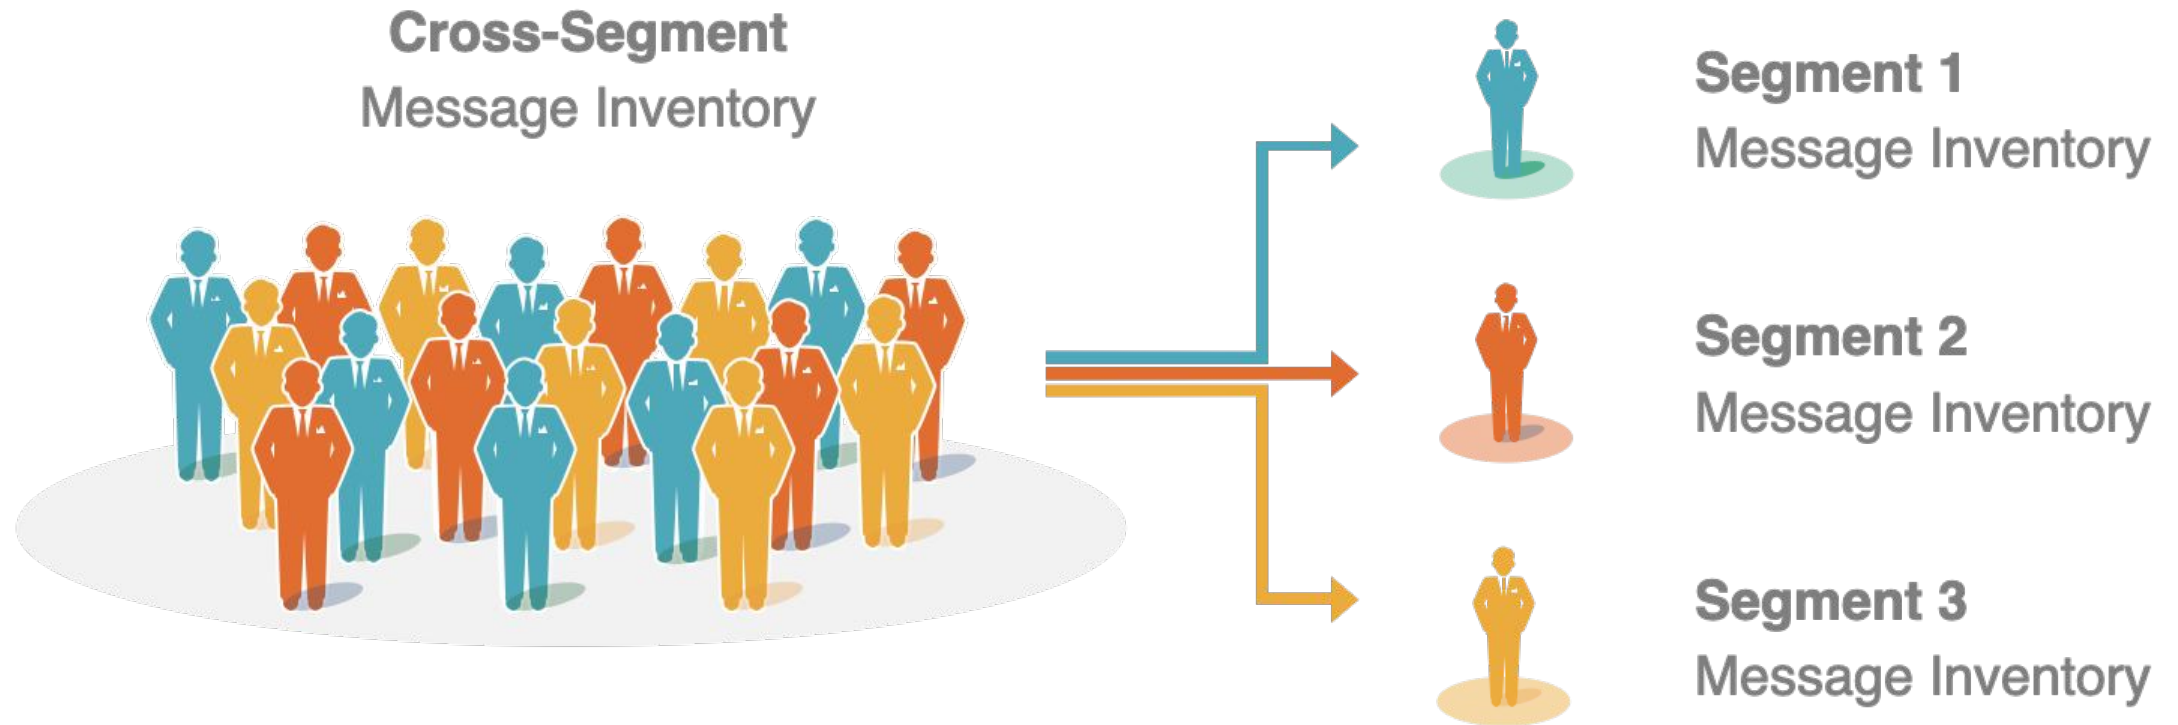 Cross-Segment
Message Inventory
Segment 1
Message Inventory
Segment 2
Message Inventory
Segment 3
Message Inventory